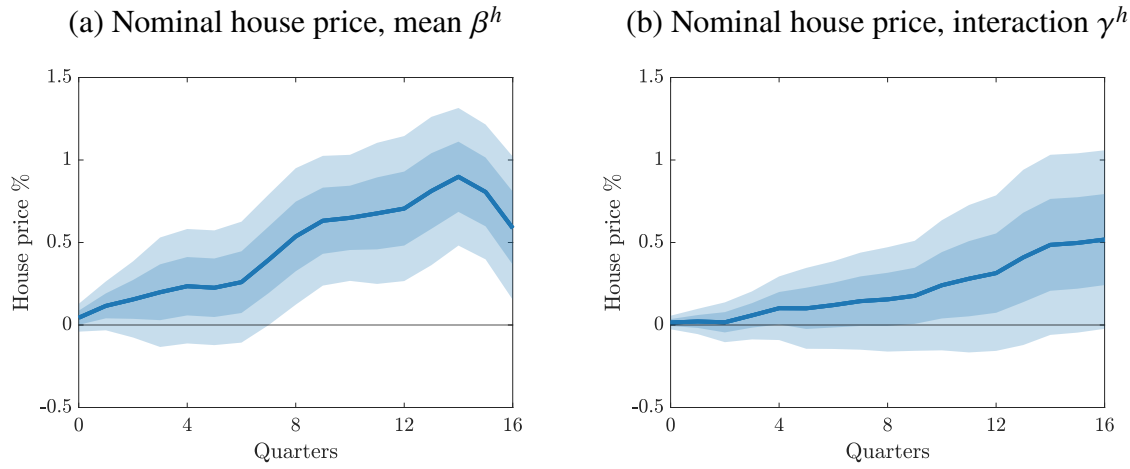 (a) Nominal house price, mean β^h
1.5
1
0.5
0
-0.5
House price %
0 4 8 12 16
Quarters
(b) Nominal house price, interaction γ^h
1.5
1
0.5
0
-0.5
House price %
0 4 8 12 16
Quarters